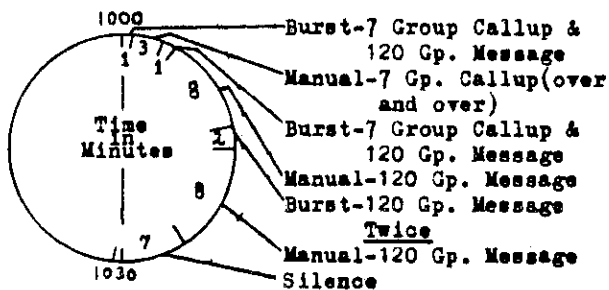 1000
Burst-7 Group Callup &
120 Gp. Message
Manual-7 Gp. Callup(over
and over)
Burst-7 Group Callup &
120 Gp. Message
Manual-120 Gp. Message
Burst-120 Gp. Message
Twice
Manual-120 Gp. Message
Silence
1
3
1
8
Time
in
Minutes
1
8
7
1030